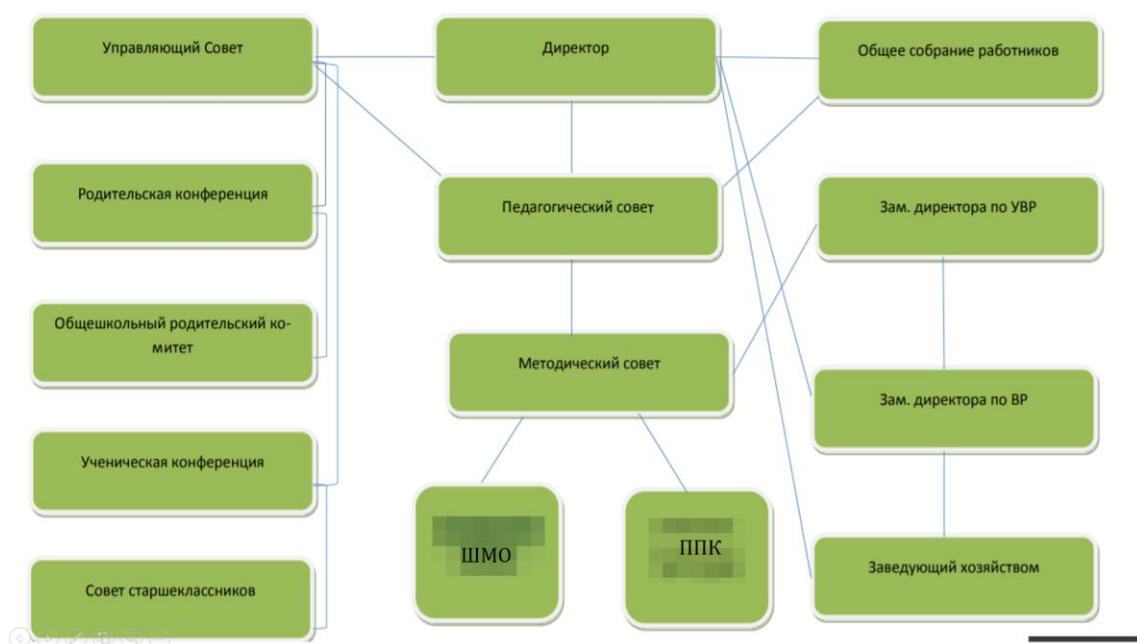 Управляющий Совет
Директор
Общее собрание работников
Родительская конференция
Педагогический совет
Зам. директора по УВР
Общешкольный родительский ко-
митет
Методический совет
Зам. директора по ВР
Ученическая конференция
ШМО
ППК
Заведующий хозяйством
Совет старшеклассников